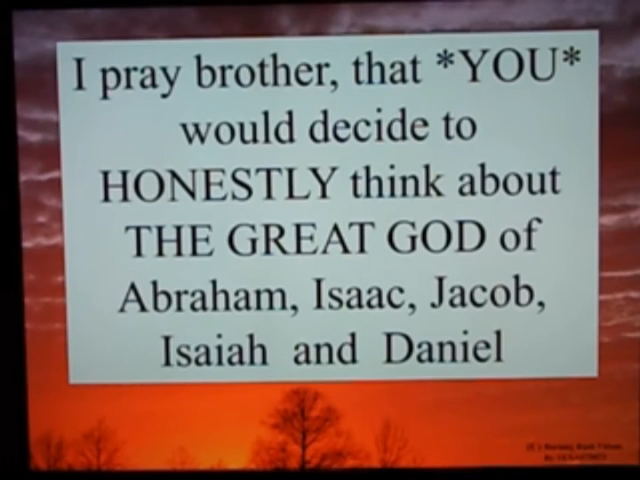 I pray brother, that *YOU*
would decide to
HONESTLY think about
THE GREAT GOD of
Abraham, Isaac, Jacob,
Isaiah and Daniel